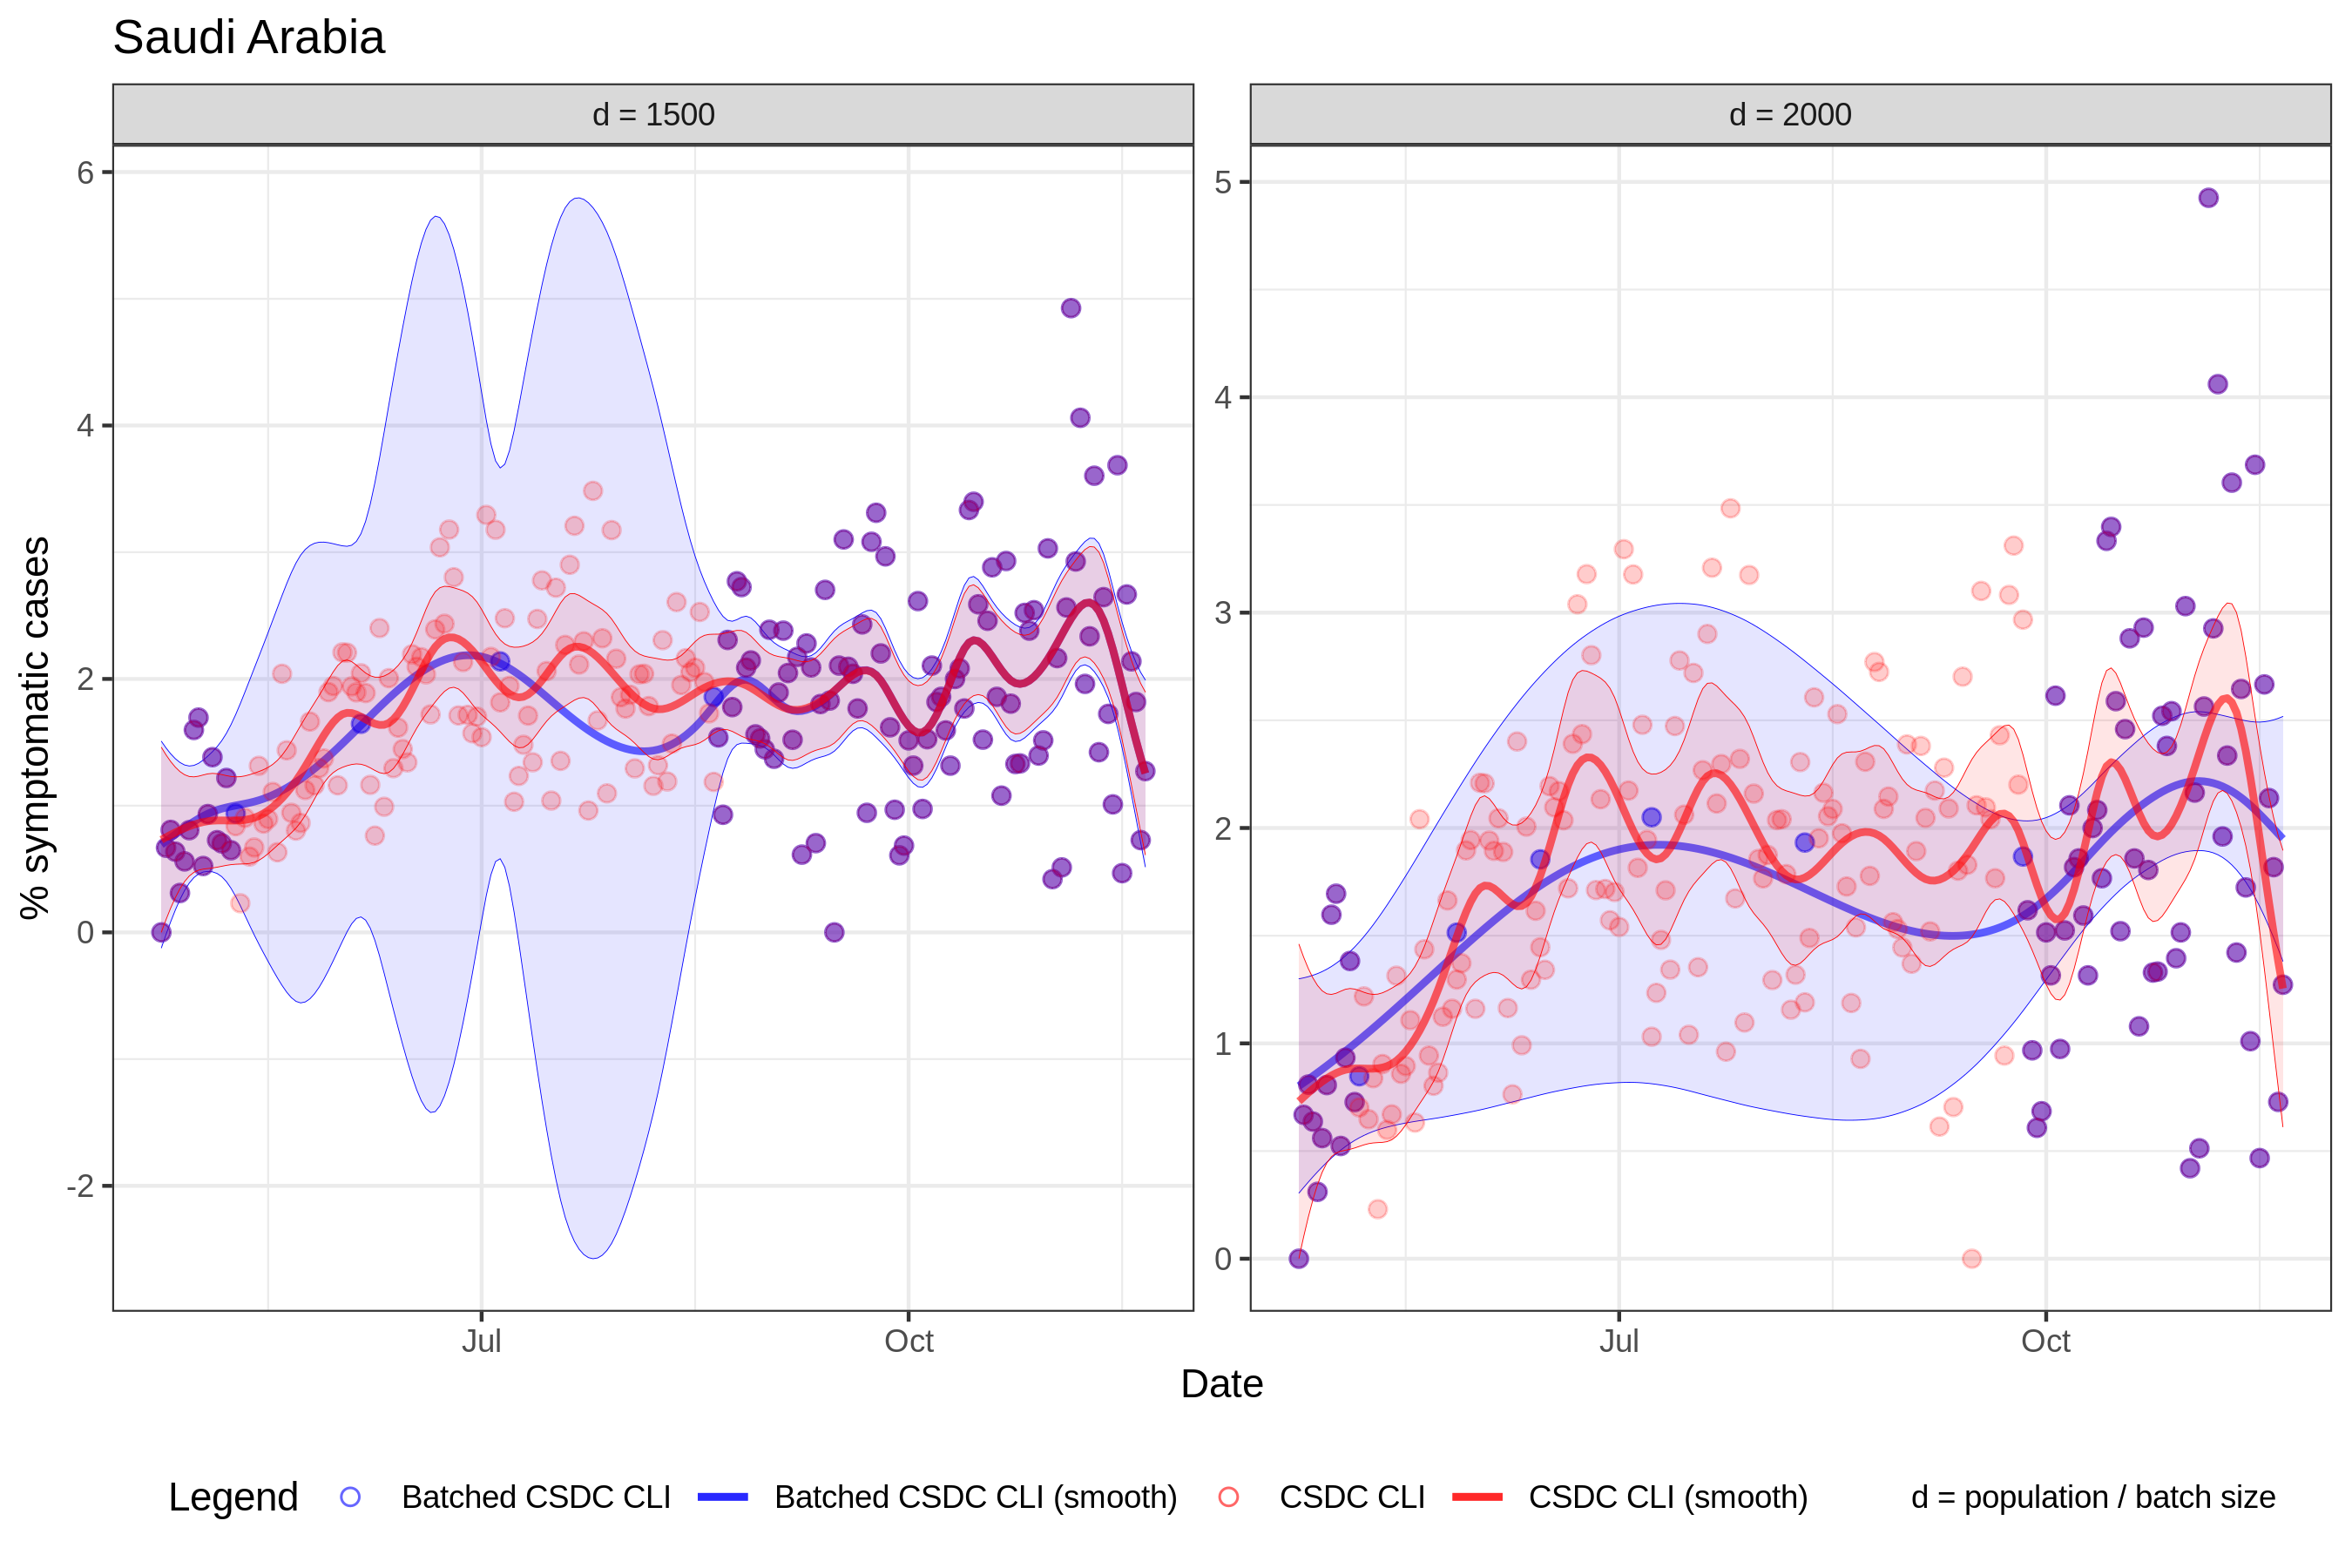 Saudi Arabia
d = 1500
d = 2000
6
4
2
0
-2
5
4
3
2
1
0
% symptomatic cases
Jul
Oct
Jul
Oct
Date
Legend
Batched CSDC CLI
Batched CSDC CLI (smooth)
CSDC CLI
CSDC CLI (smooth)
d = population / batch size